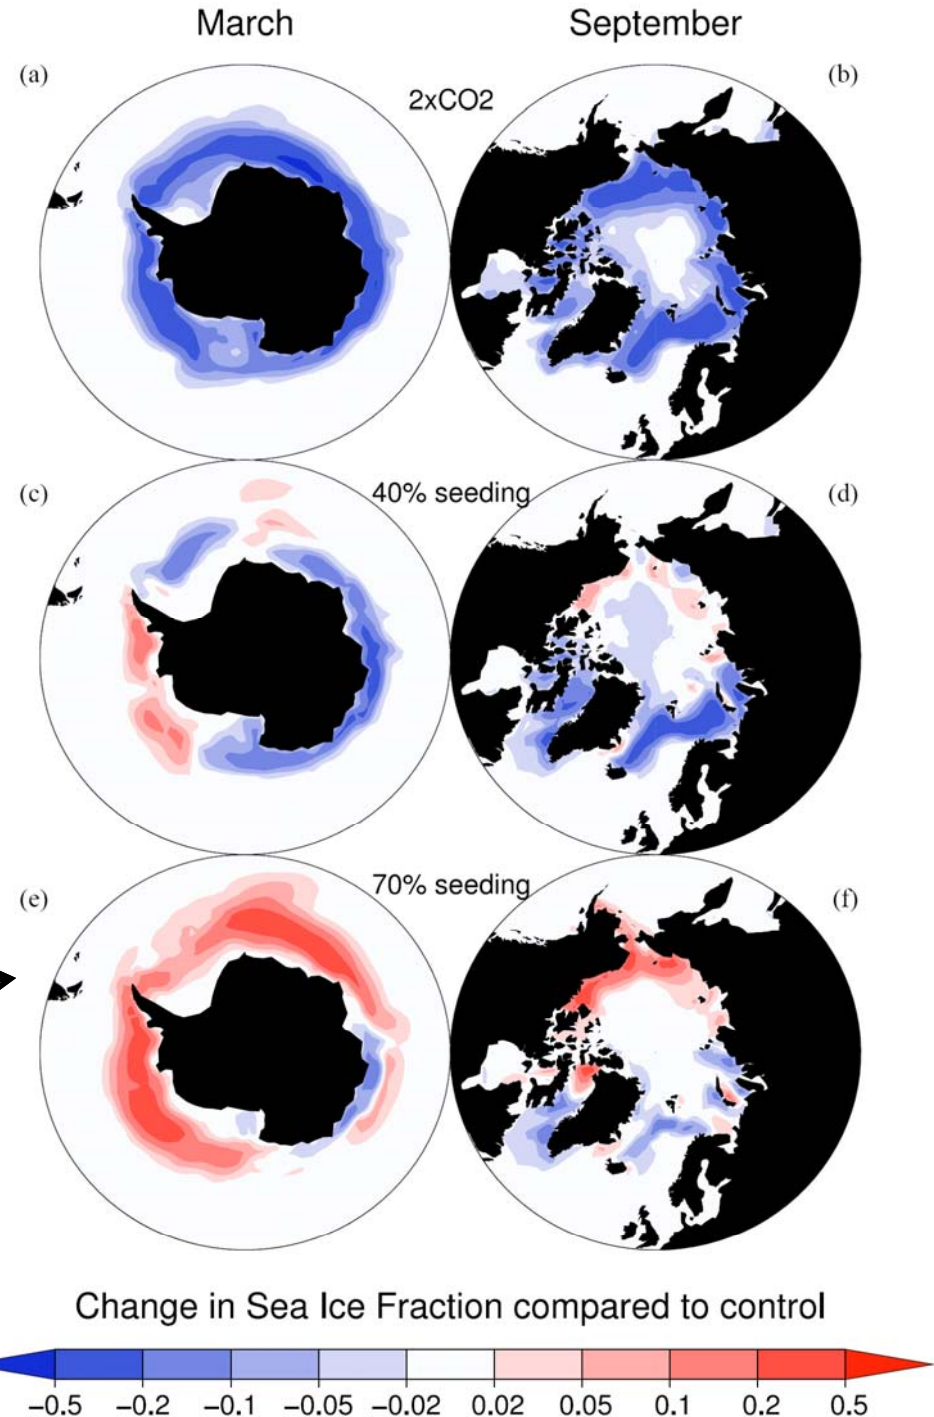 March September
(a) (b)
2xCO2
(c) 40% seeding (d)
70% seeding
(e) (f)
Change in Sea Ice Fraction compared to control
−0.5 −0.2 −0.1 −0.05 −0.02 0.02 0.05 0.1 0.2 0.5